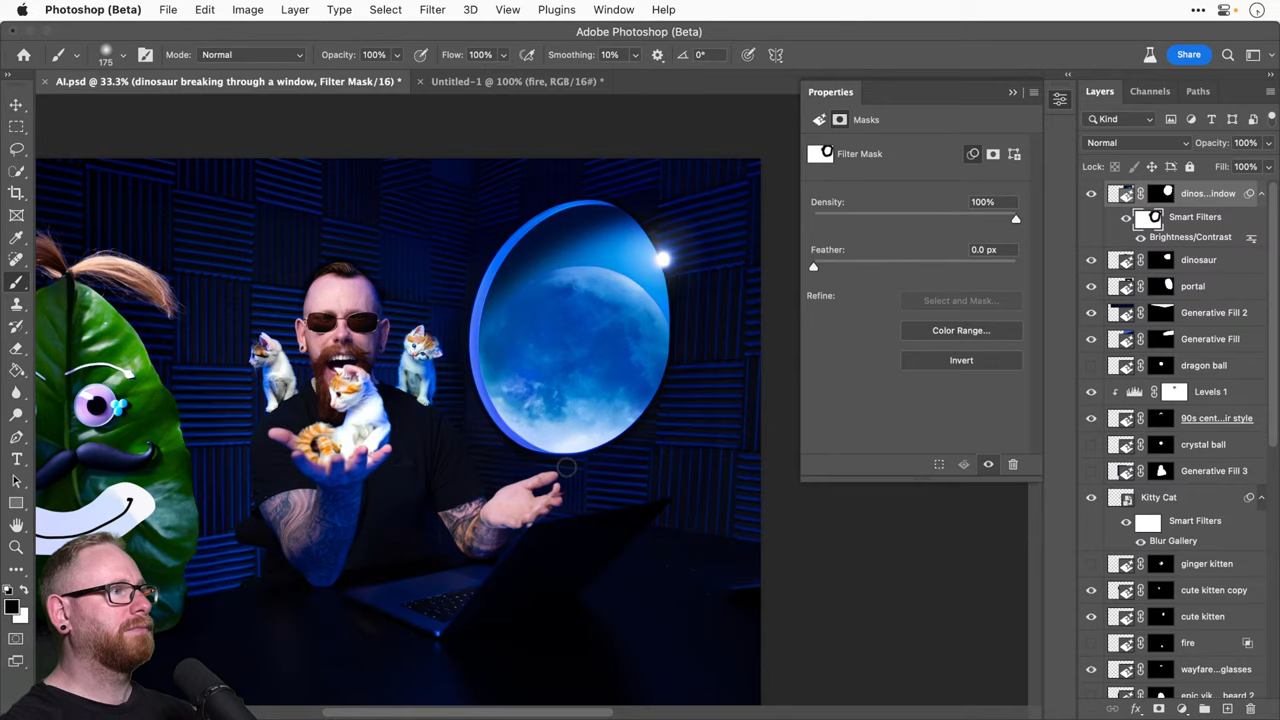 Photoshop (Beta) File Edit Image Layer Type Select Filter 3D View Plugins Window Help
Adobe Photoshop (Beta)
175 Mode: Normal Opacity: 100% Flow: 100% Smoothing: 10% 0° Share
AI.psd @ 33.3% (dinosaur breaking through a window, Filter Mask/16) * Untitled-1 @ 100% (fire, RGB/16#) *
Properties
Masks
Filter Mask
Density: 100%
Feather: 0.0 px
Refine: Select and Mask...
Color Range...
Invert
Layers Channels Paths
Kind
Normal Opacity: 100%
Lock: Fill: 100%
dinos...indow
Smart Filters
Brightness/Contrast
dinosaur
portal
Generative Fill 2
Generative Fill
dragon ball
Levels 1
90s cent...ir style
crystal ball
Generative Fill 3
Kitty Cat
Smart Filters
Blur Gallery
ginger kitten
cute kitten copy
cute kitten
fire
wayfare...glasses
epic vik... beard 2